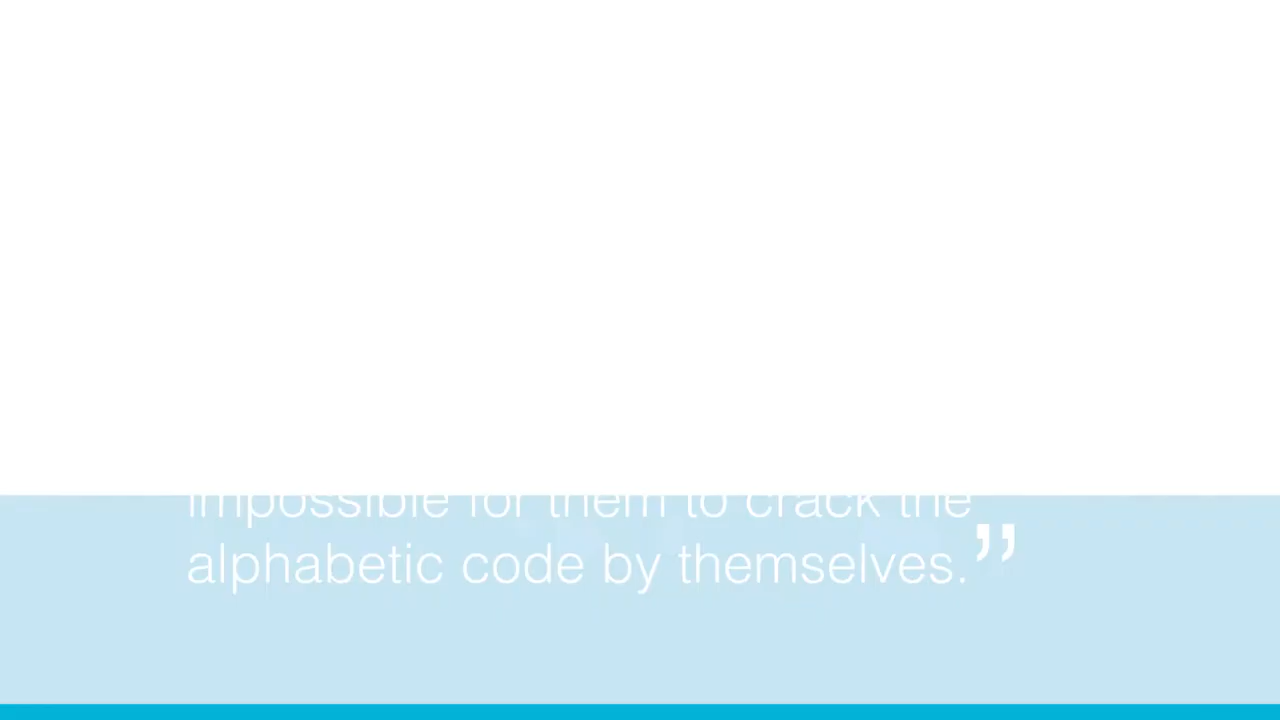 impossible for them to crack the
alphabetic code by themselves.”